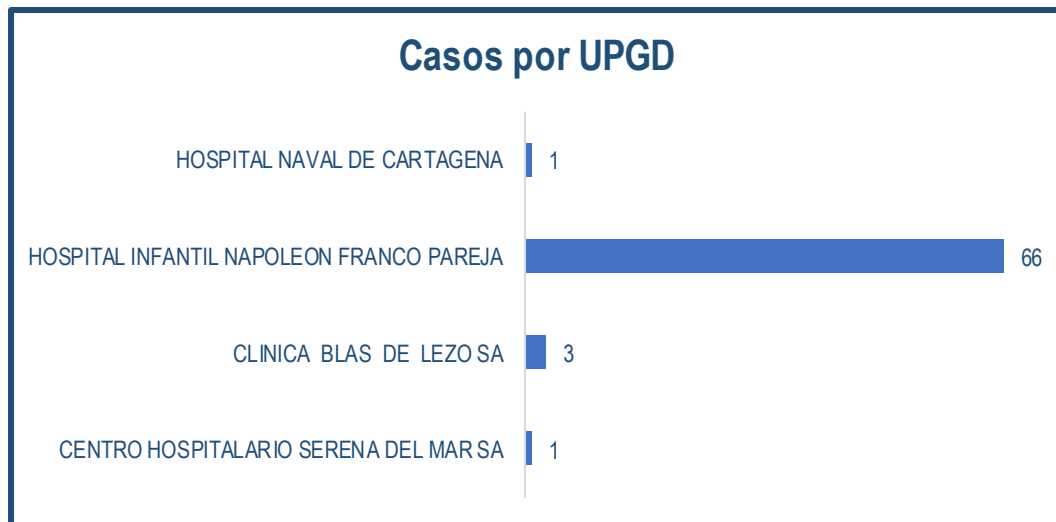 Casos por UPGD
HOSPITAL NAVAL DE CARTAGENA 1
HOSPITAL INFANTIL NAPOLEON FRANCO PAREJA 66
CLINICA BLAS DE LEZO SA 3
CENTRO HOSPITALARIO SERENA DEL MAR SA 1